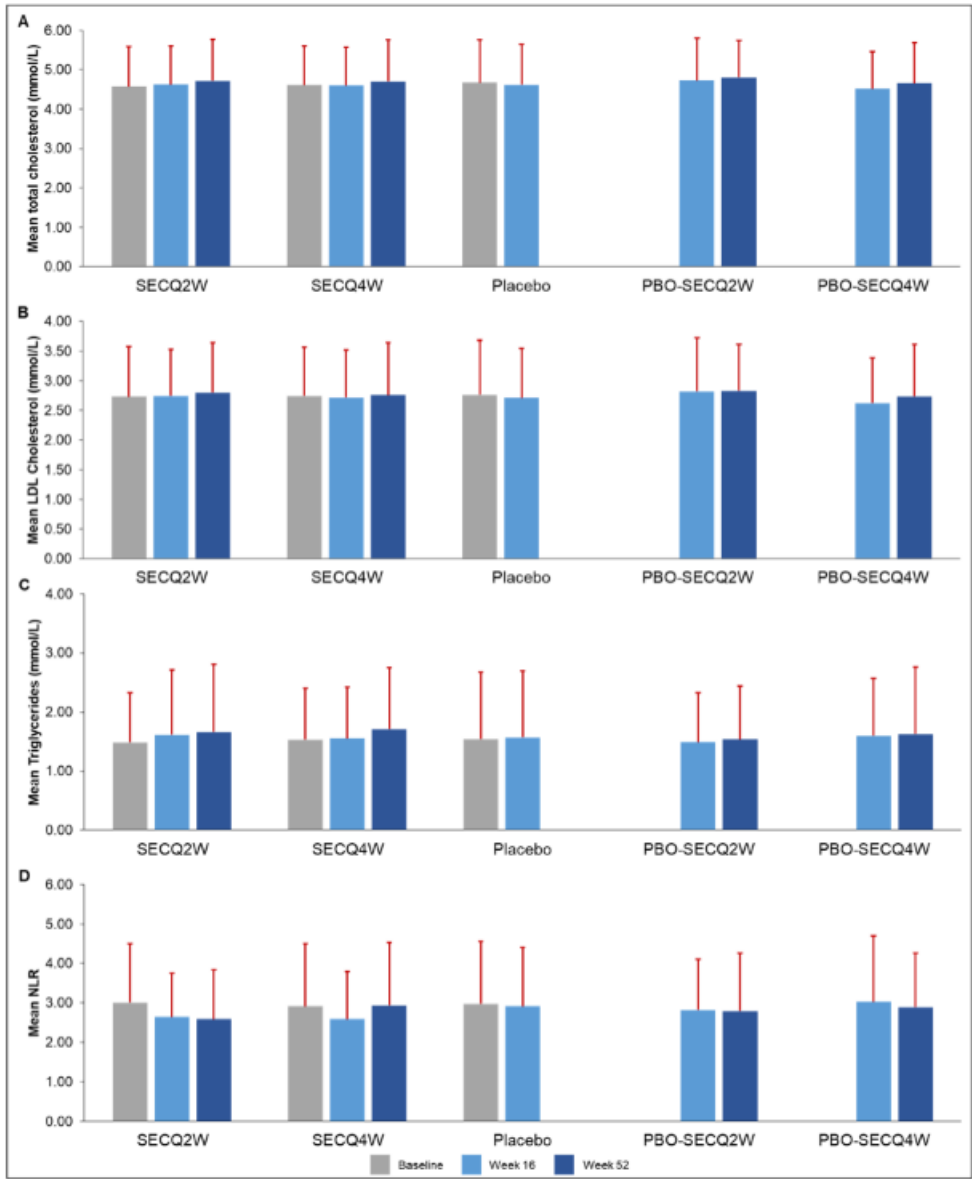 A
Mean total cholesterol (mmol/L)
6.00
5.00
4.00
3.00
2.00
1.00
0.00
SECQ2W SECQ4W Placebo PBO-SECQ2W PBO-SECQ4W
B
Mean LDL Cholesterol (mmol/L)
4.00
3.50
3.00
2.50
2.00
1.50
1.00
0.50
0.00
SECQ2W SECQ4W Placebo PBO-SECQ2W PBO-SECQ4W
C
Mean Triglycerides (mmol/L)
4.00
3.00
2.00
1.00
0.00
SECQ2W SECQ4W Placebo PBO-SECQ2W PBO-SECQ4W
D
Mean NLR
6.00
5.00
4.00
3.00
2.00
1.00
0.00
SECQ2W SECQ4W Placebo PBO-SECQ2W PBO-SECQ4W
Baseline Week 16 Week 52